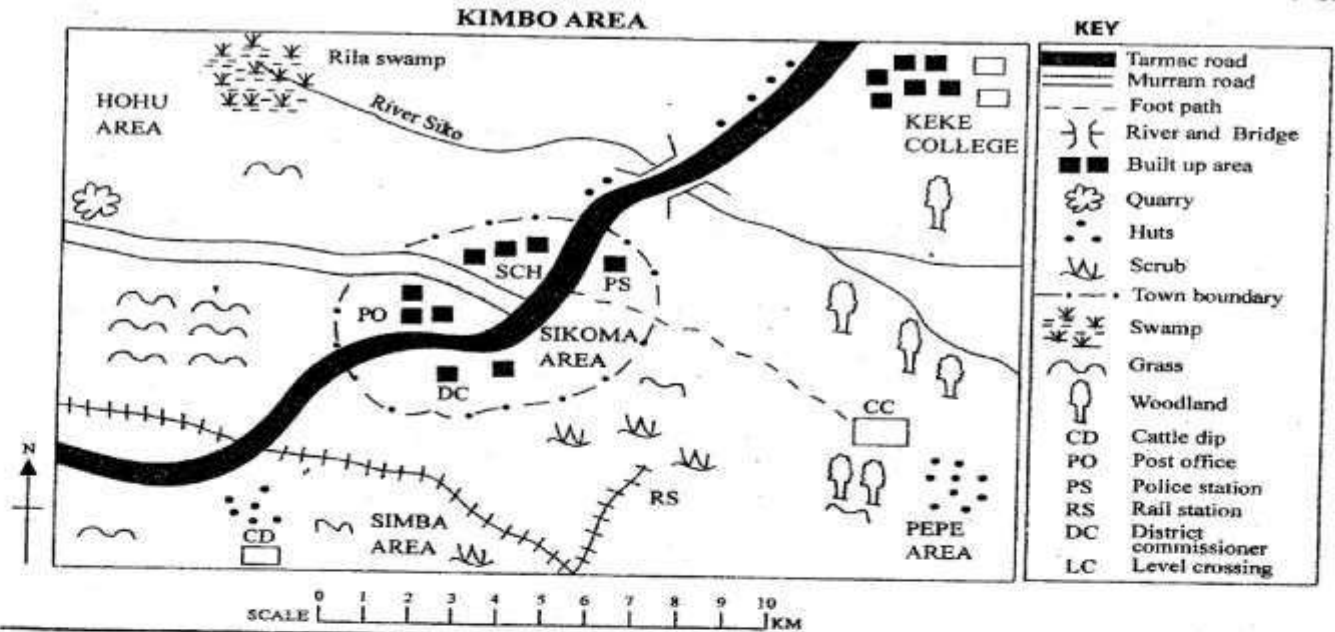 KIMBO AREA
Rila swamp
River Siko
HOHU
AREA
KEKE
COLLEGE
SCH
PS
PO
SIKOMA
AREA
DC
CC
RS
N
SIMBA
AREA
CD
PEPE
AREA
SCALE 0 1 2 3 4 5 6 7 8 9 10
KM
KEY
Tarmac road
Murram road
Foot path
River and Bridge
Built up area
Quarry
Huts
Scrub
Town boundary
Swamp
Grass
Woodland
CD Cattle dip
PO Post office
PS Police station
RS Rail station
DC District
commissioner
LC Level crossing